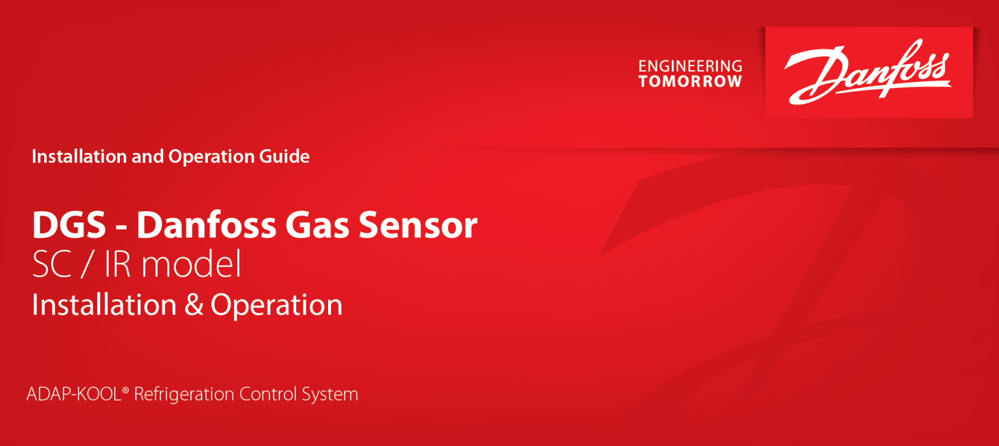 ENGINEERING
TOMORROW
Danfoss
Installation and Operation Guide
DGS - Danfoss Gas Sensor
SC / IR model
Installation & Operation
ADAP-KOOL® Refrigeration Control System